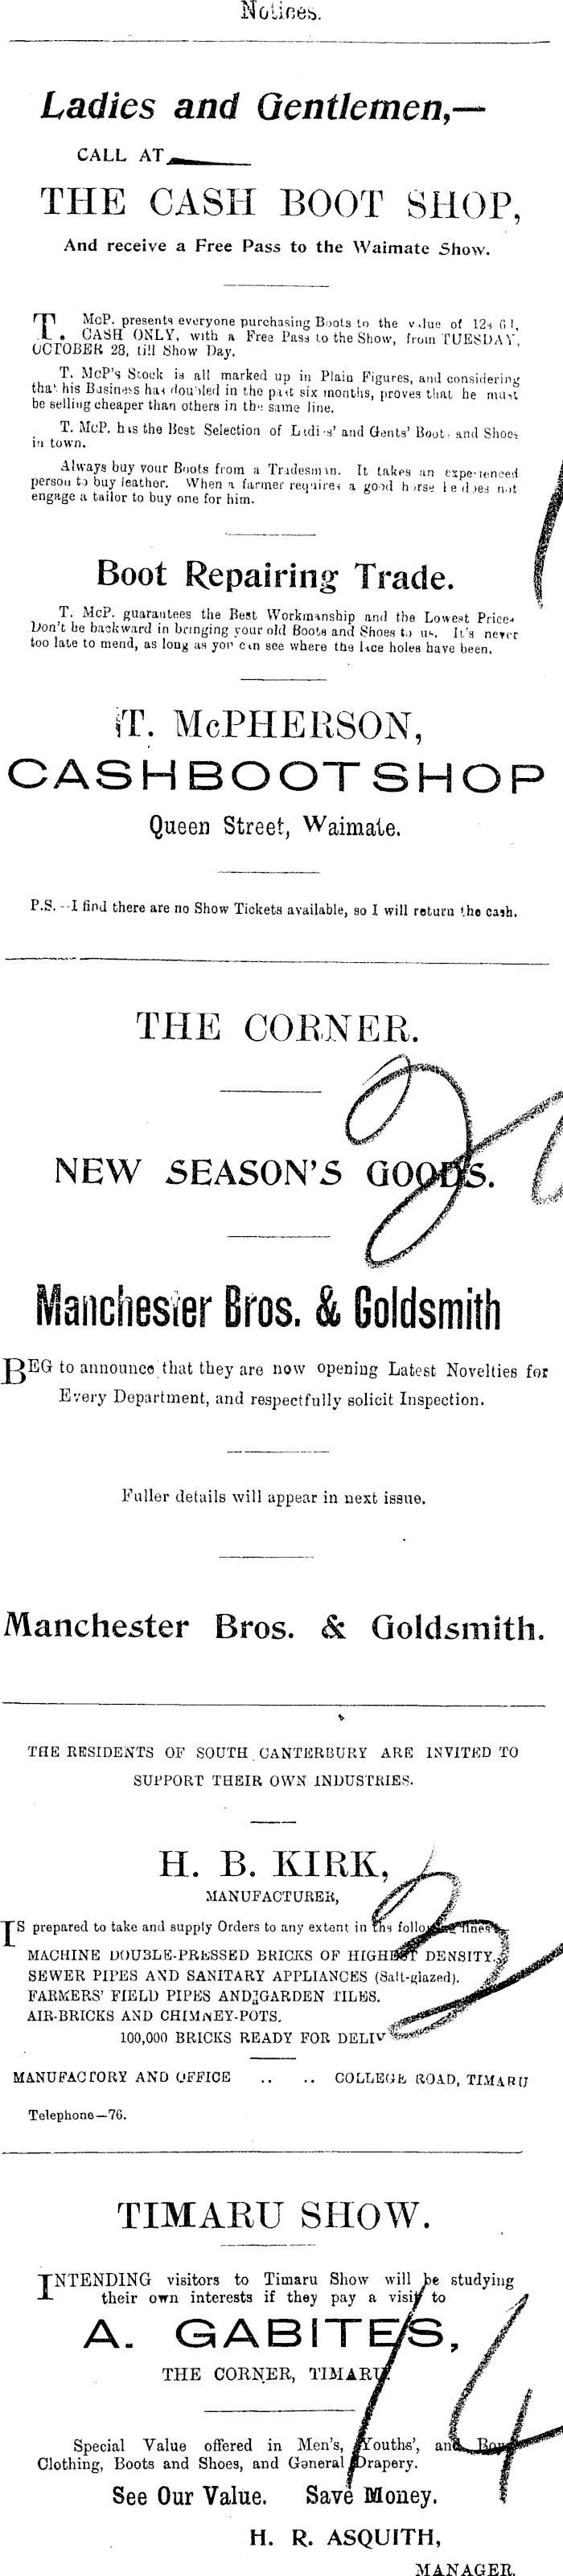 Notices.
Ladies and Gentlemen,—
CALL AT
THE CASH BOOT SHOP,
And receive a Free Pass to the Waimate Show.
T. McP. presents everyone purchasing Boots to the value of 12s 6d,
CASH ONLY, with a Free Pass to the Show, from TUESDAY,
OCTOBER 28, till Show Day.
T. McP's Stock is all marked up in Plain Figures, and considering
that his Business has doubled in the past six months, proves that he must
be selling cheaper than others in the same line.
T. McP. has the Best Selection of Ladies' and Gents' Boots and Shoes
in town.
Always buy your Boots from a Tradesman. It takes an experienced
person to buy leather. When a farmer requires a good horse he does not
engage a tailor to buy one for him.
Boot Repairing Trade.
T. McP. guarantees the Best Workmanship and the Lowest Price
Don't be backward in bringing your old Boots and Shoes to us. It's never
too late to mend, as long as you can see where the lace holes have been.
T. McPHERSON,
CASH BOOT SHOP
Queen Street, Waimate.
P.S.--I find there are no Show Tickets available, so I will return the cash.
THE CORNER.
2
NEW SEASON'S GOODS.
Manchester Bros. & Goldsmith
BEG to announce that they are now opening Latest Novelties for
Every Department, and respectfully solicit Inspection.
Fuller details will appear in next issue.
Manchester Bros. & Goldsmith.
THE RESIDENTS OF SOUTH CANTERBURY ARE INVITED TO
SUPPORT THEIR OWN INDUSTRIES.
H. B. KIRK,
MANUFACTURER,
3
IS prepared to take and supply Orders to any extent in the following lines—
MACHINE DOUBLE-PRESSED BRICKS OF HIGHEST DENSITY.
SEWER PIPES AND SANITARY APPLIANCES (Salt-glazed).
FARMERS' FIELD PIPES AND GARDEN TILES.
AIR-BRICKS AND CHIMNEY-POTS.
100,000 BRICKS READY FOR DELIV
MANUFACTORY AND OFFICE .. .. COLLEGE ROAD, TIMARU
Telephone—76.
TIMARU SHOW.
INTENDING visitors to Timaru Show will be studying
their own interests if they pay a visit to
A. GABITES,
THE CORNER, TIMARU.
14
Special Value offered in Men's, Youths', and Boys'
Clothing, Boots and Shoes, and General Drapery.
See Our Value. Save Money.
H. R. ASQUITH,
MANAGER.